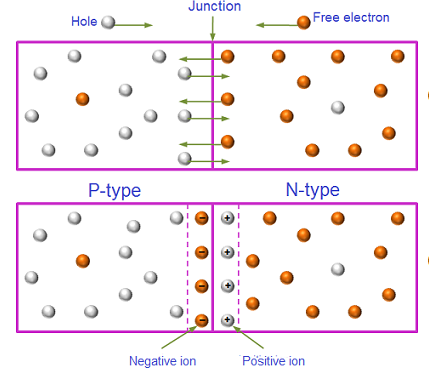 Junction
Hole
Free electron
P-type
N-type
− +
− +
− +
− +
Negative ion
Positive ion